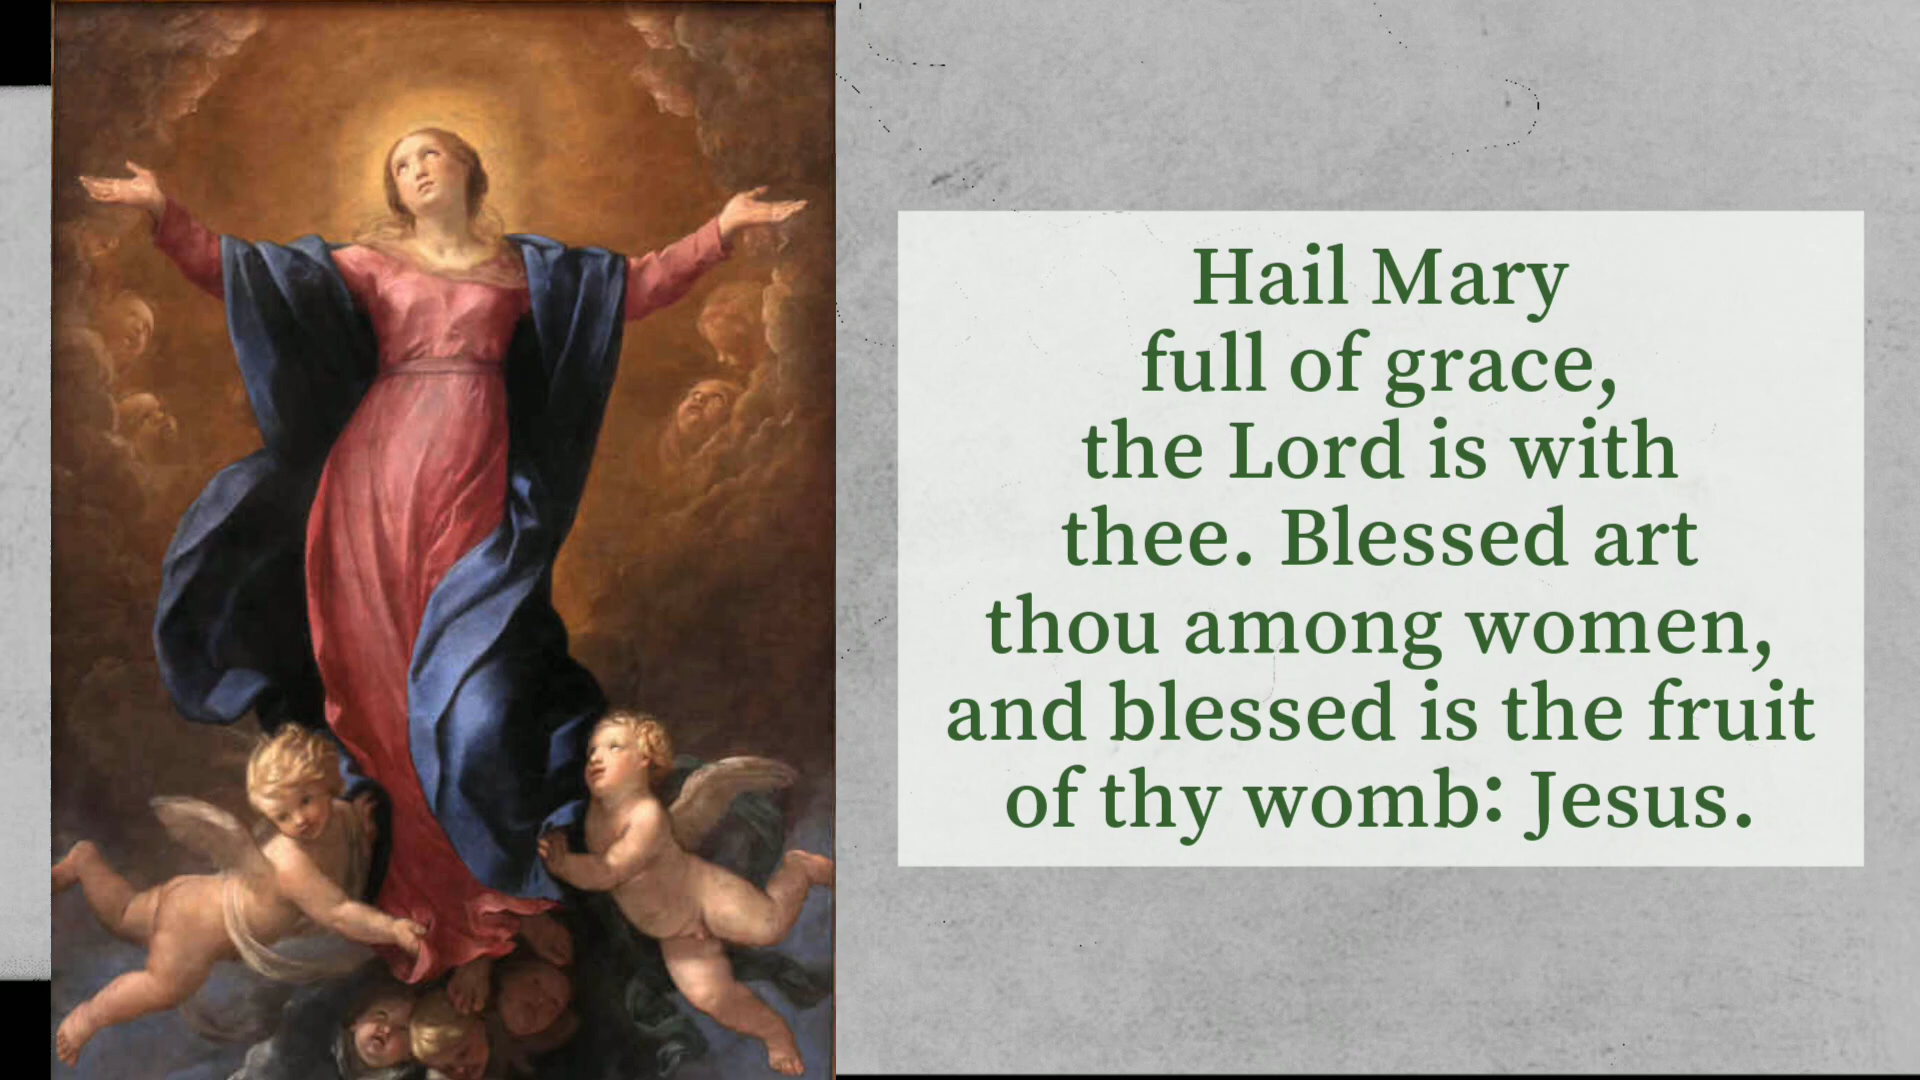 Hail Mary
full of grace,
the Lord is with
thee. Blessed art
thou among women,
and blessed is the fruit
of thy womb: Jesus.